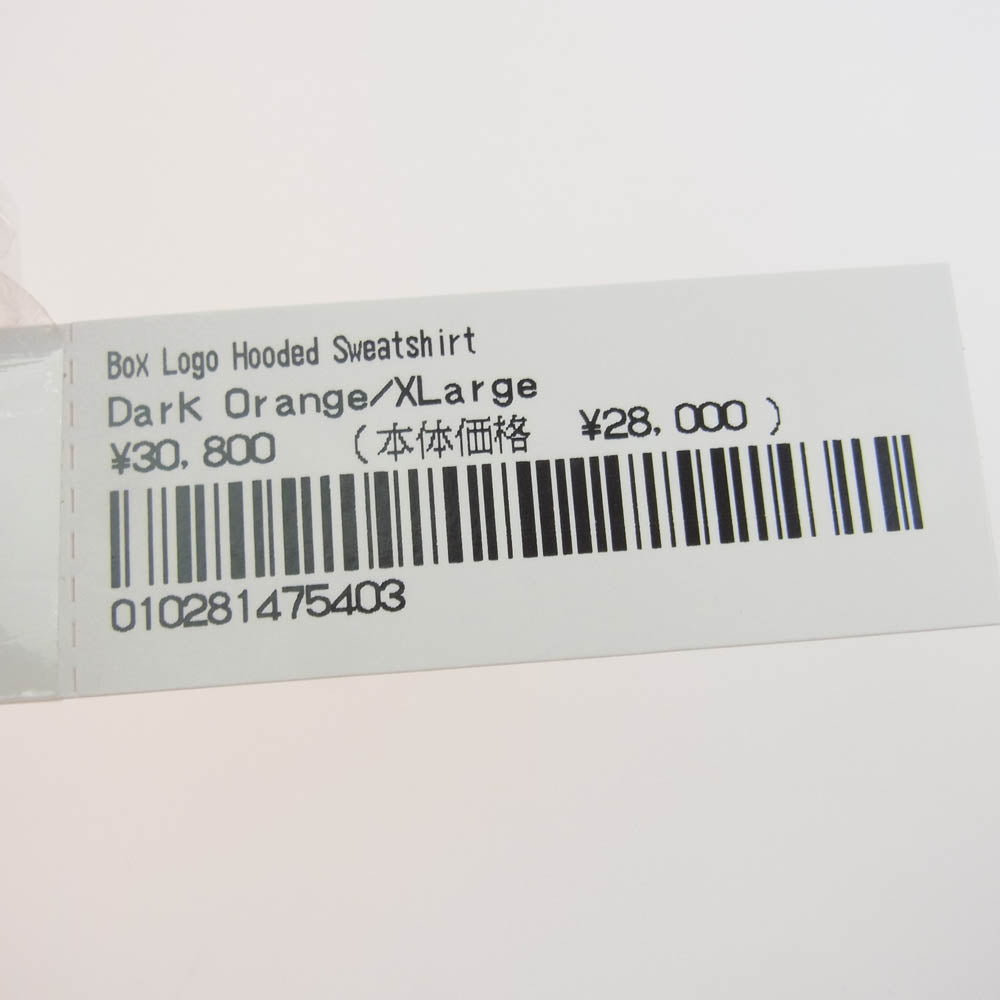 Box Logo Hooded Sweatshirt
Dark Orange/XLarge
¥30,800 (本体価格 ¥28,000)
010281475403